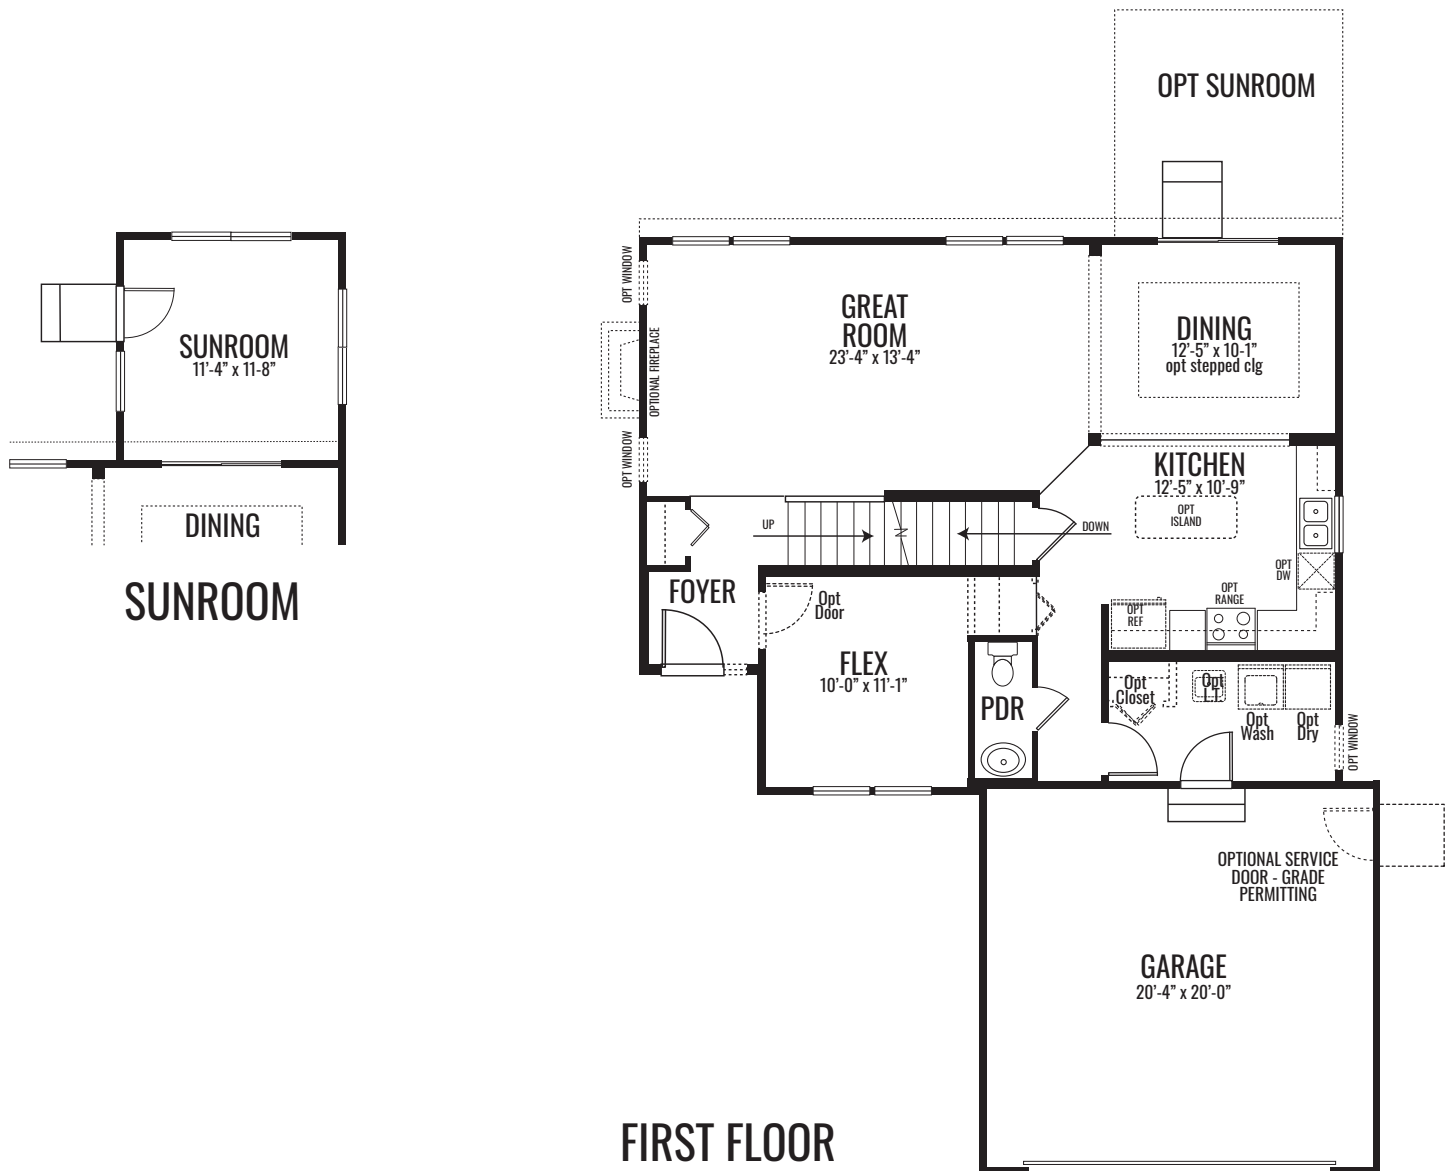 OPT SUNROOM
SUNROOM
11'-4” x 11-8”
DINING
SUNROOM
OPT WINDOW
OPTIONAL FIREPLACE
OPT WINDOW
GREAT
ROOM
23'-4” x 13'-4”
DINING
12'-5” x 10-1”
opt stepped clg
KITCHEN
12'-5” x 10'-9”
OPT
ISLAND
UP
DOWN
OPT
DW
OPT
RANGE
OPT
REF
FOYER
Opt
Door
FLEX
10'-0” x 11'-1”
PDR
Opt
Closet
Opt
L.T.
Opt
Wash
Opt
Dry
OPT WINDOW
OPTIONAL SERVICE
DOOR - GRADE
PERMITTING
GARAGE
20'-4” x 20'-0”
FIRST FLOOR